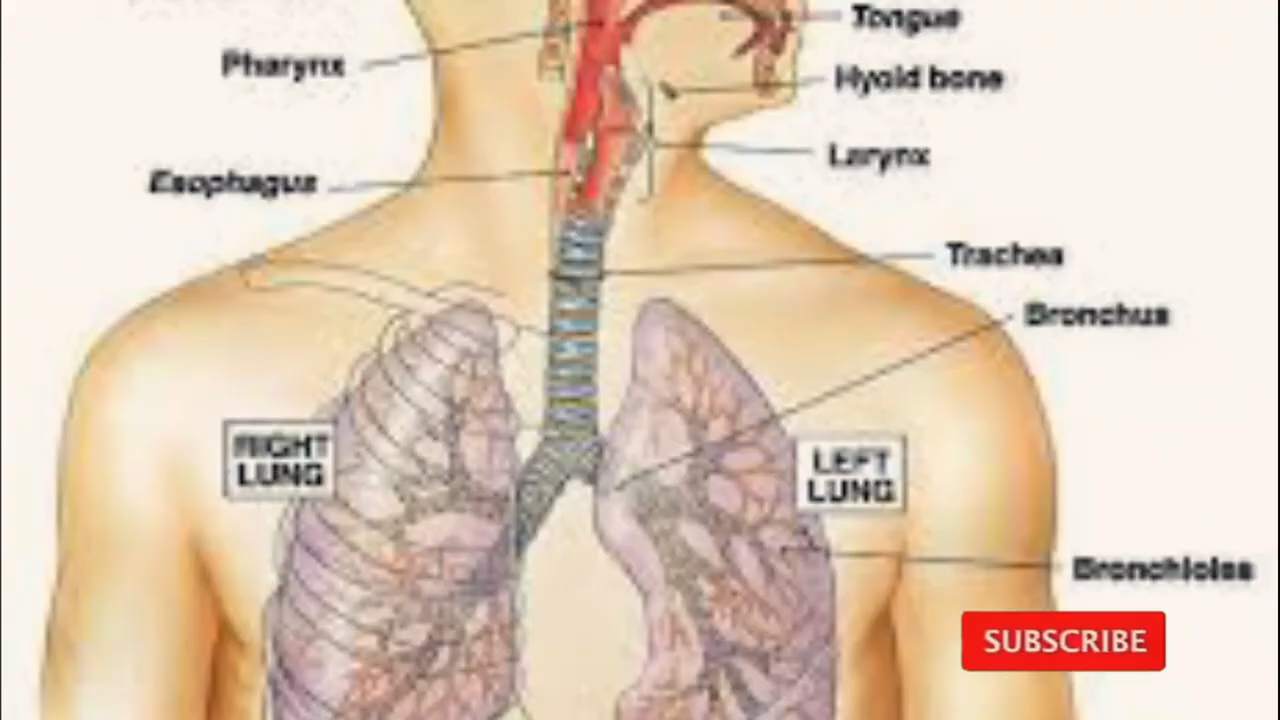 Tongue
Pharynx
Hyoid bone
Larynx
Esophagus
Trachea
Bronchus
RIGHT
LUNG
LEFT
LUNG
Bronchioles
SUBSCRIBE